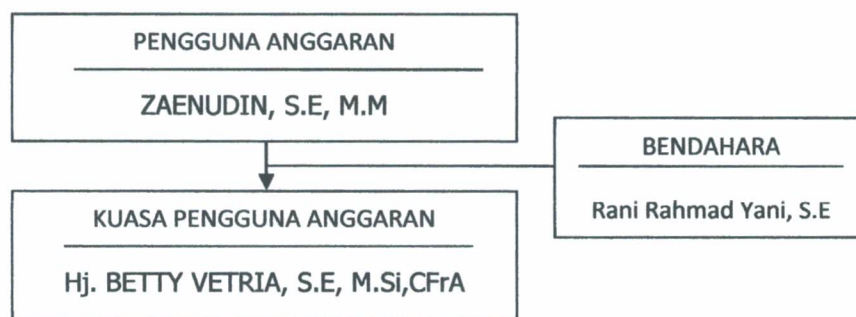 PENGGUNA ANGGARAN
ZAENUDIN, S.E, M.M
BENDAHARA
Rani Rahmad Yani, S.E
KUASA PENGGUNA ANGGARAN
Hj. BETTY VETRIA, S.E, M.Si,CFrA